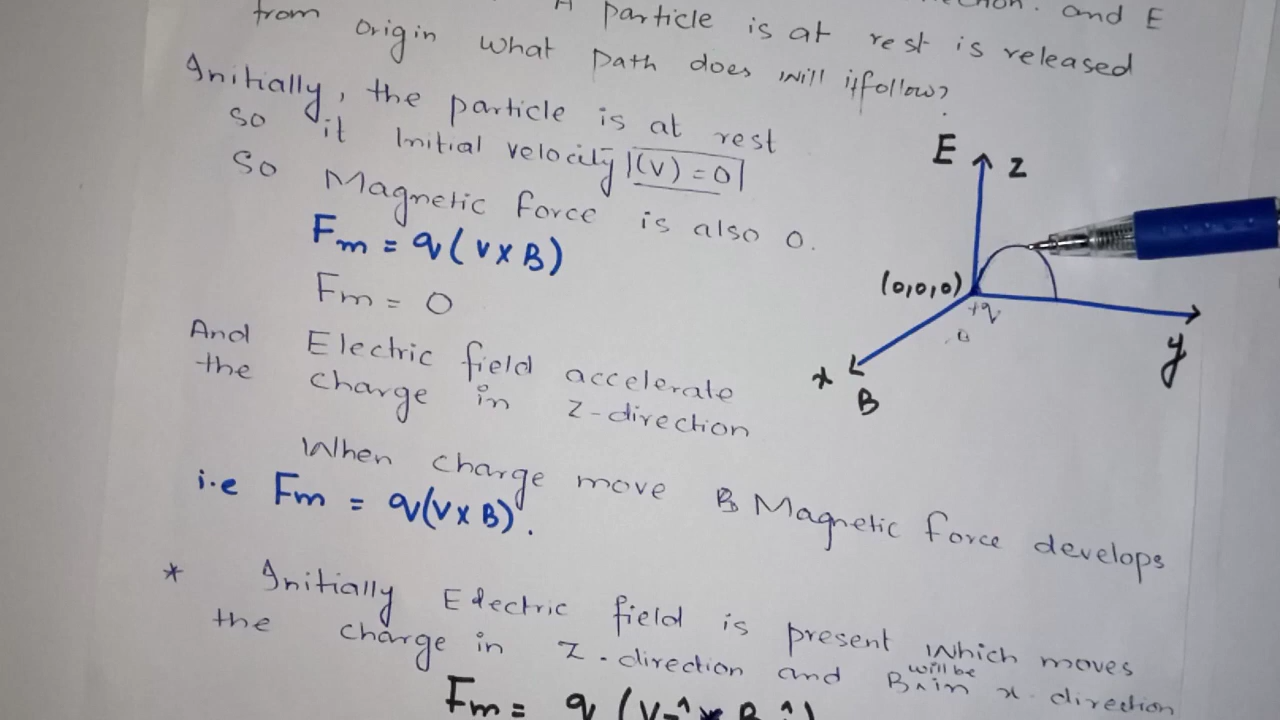 and E
from origin what path does will it follow?
A particle is at rest is released
Initially, the particle is at rest
so it Initial velocity |(V) = 0|
So Magnetic force is also 0.
Fm = q(V×B)
Fm = 0
And Electric field accelerate
the charge in Z-direction
When charge move B Magnetic force develops
i.e Fm = q(V×B).
* Initially Electric field is present which moves
the charge in Z-direction and B^in x-direction
will be
Fm = q(V
E
Z
(0,0,0)
+q
y
x
B